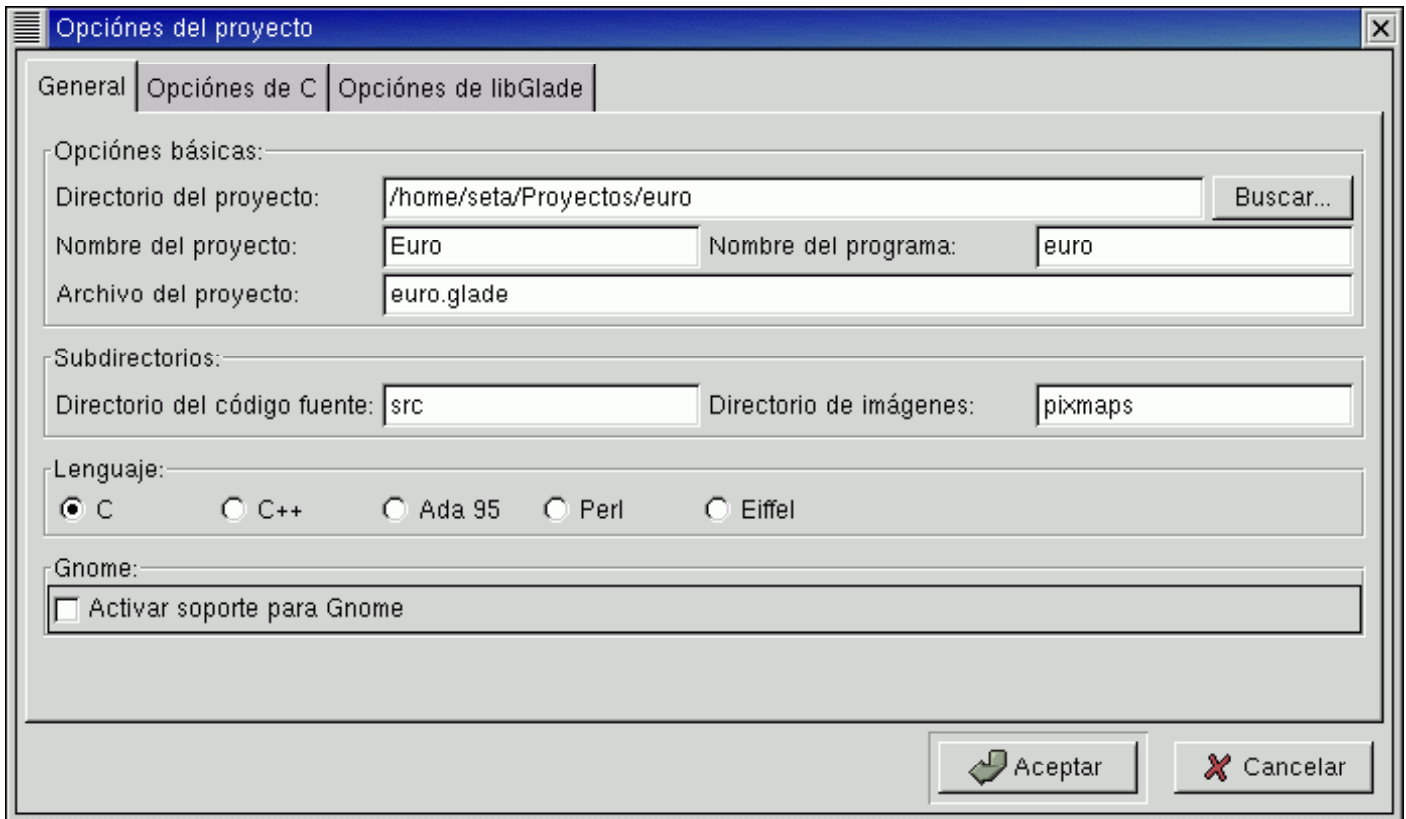 Opciónes del proyecto
General Opciónes de C Opciónes de libGlade
Opciónes básicas:
Directorio del proyecto: /home/seta/Proyectos/euro Buscar...
Nombre del proyecto: Euro Nombre del programa: euro
Archivo del proyecto: euro.glade
Subdirectorios:
Directorio del código fuente: src Directorio de imágenes: pixmaps
Lenguaje:
C C++ Ada 95 Perl Eiffel
Gnome:
Activar soporte para Gnome
Aceptar Cancelar